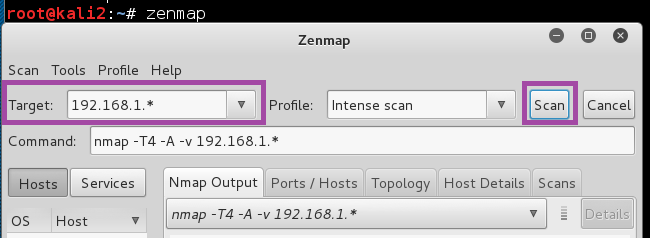 root@kali2:~# zenmap
Zenmap
Scan Tools Profile Help
Target: 192.168.1.* Profile: Intense scan Scan Cancel
Command: nmap -T4 -A -v 192.168.1.*
Hosts Services Nmap Output Ports / Hosts Topology Host Details Scans
OS Host nmap -T4 -A -v 192.168.1.* Details